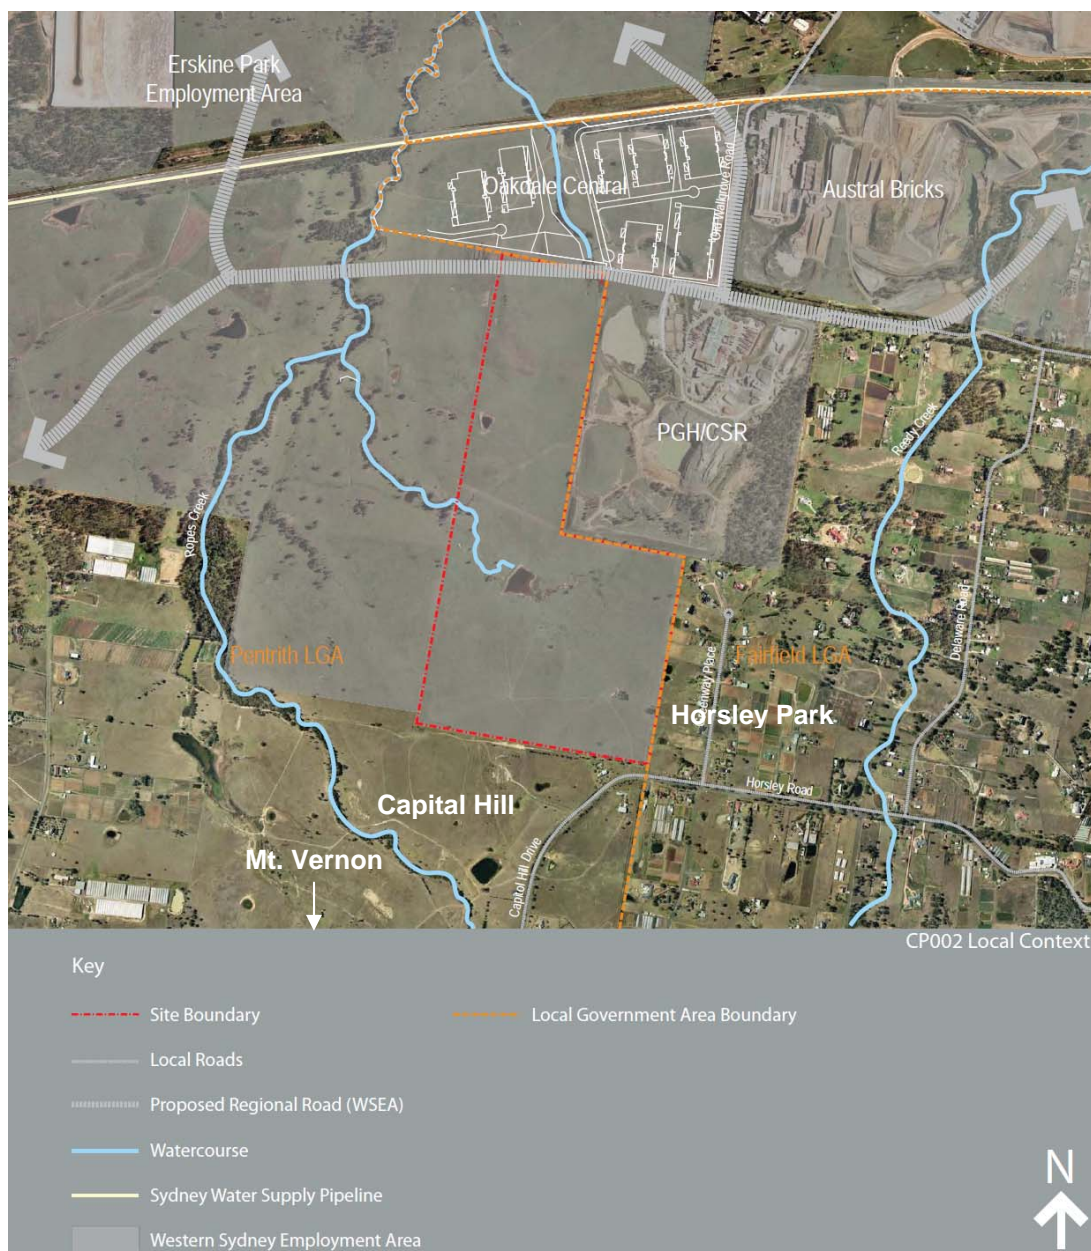 Erskine Park
Employment Area
Oakdale Central
Old Wallgrove Road
Austral Bricks
PGH/CSR
Reedy Creek
Ropes Creek
Delaware Road
Penrith LGA
Greenway Place
Fairfield LGA
Horsley Park
Horsley Road
Capital Hill
Capitol Hill Drive
Mt. Vernon
CP002 Local Context
Key
Site Boundary
Local Government Area Boundary
Local Roads
Proposed Regional Road (WSEA)
Watercourse
Sydney Water Supply Pipeline
Western Sydney Employment Area
N